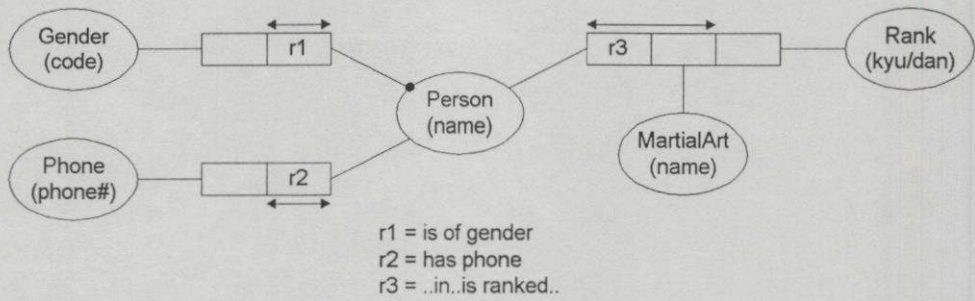 Gender
(code)
r1
Person
(name)
Phone
(phone#)
r2
r3
MartialArt
(name)
Rank
(kyu/dan)
r1 = is of gender
r2 = has phone
r3 = ..in..is ranked..